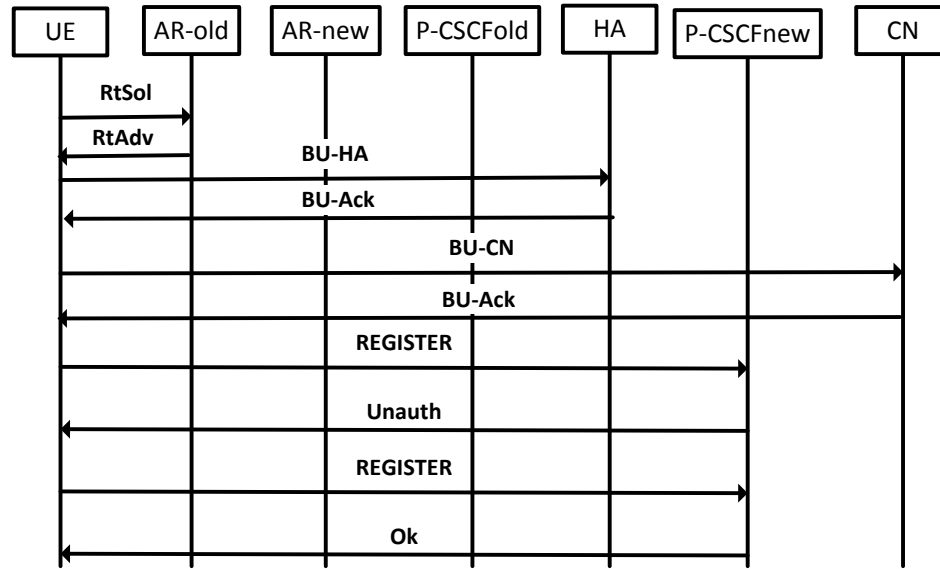 UE
AR-old
AR-new
P-CSCFold
HA
P-CSCFnew
CN
RtSol
RtAdv
BU-HA
BU-Ack
BU-CN
BU-Ack
REGISTER
Unauth
REGISTER
Ok